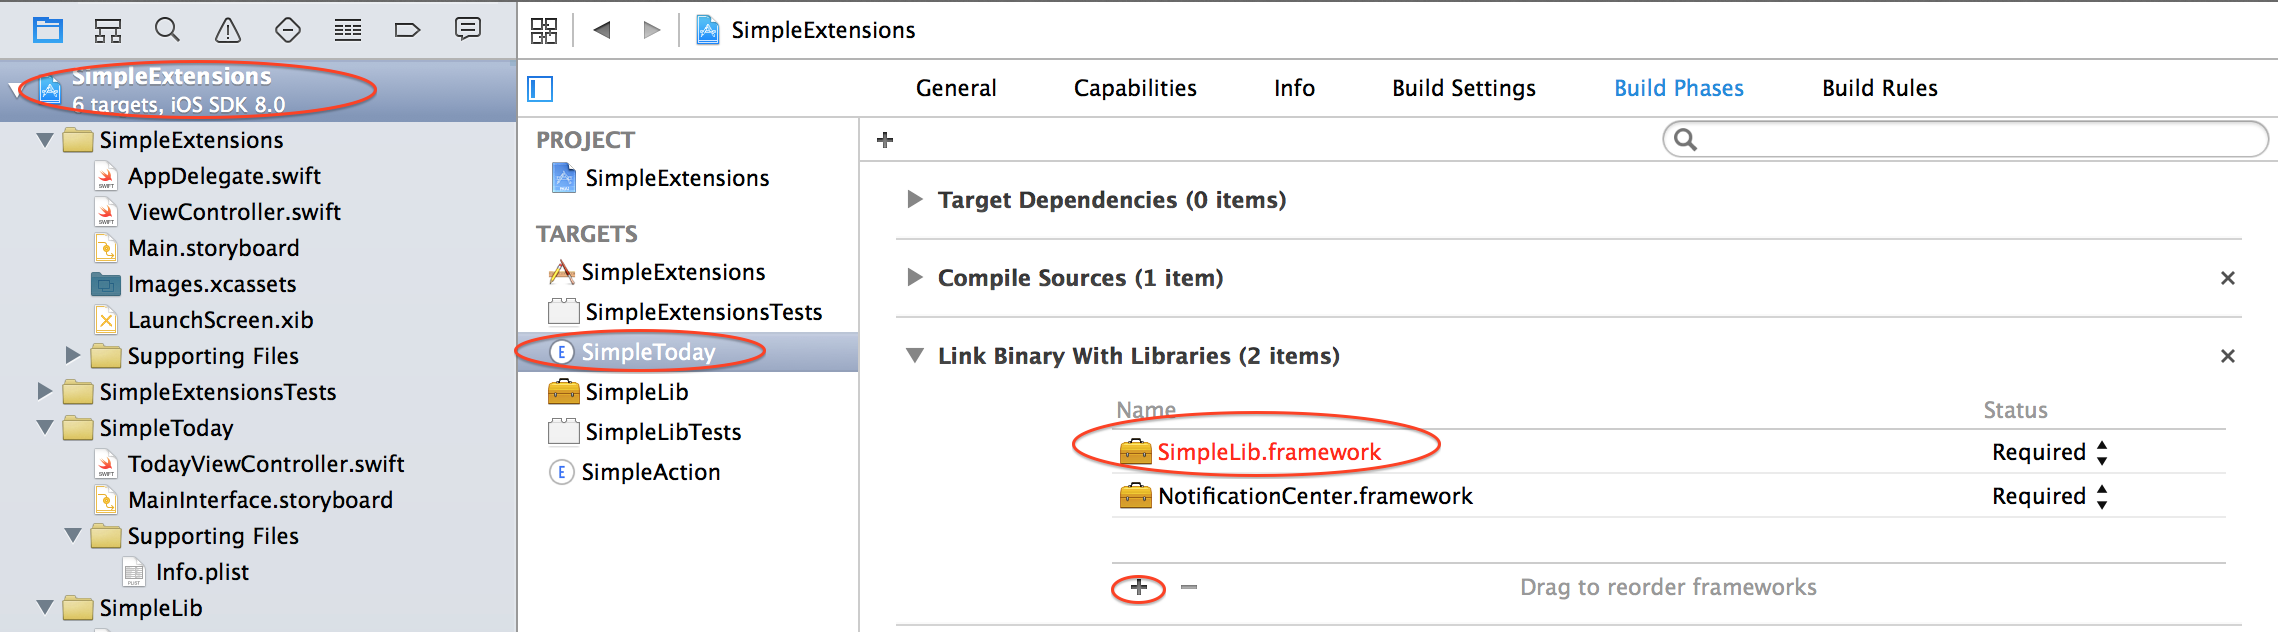 SimpleExtensions
6 targets, iOS SDK 8.0
SimpleExtensions
AppDelegate.swift
ViewController.swift
Main.storyboard
Images.xcassets
LaunchScreen.xib
Supporting Files
SimpleExtensionsTests
SimpleToday
TodayViewController.swift
MainInterface.storyboard
Supporting Files
Info.plist
SimpleLib
SimpleExtensions
General Capabilities Info Build Settings Build Phases Build Rules
PROJECT
SimpleExtensions
TARGETS
SimpleExtensions
SimpleExtensionsTests
E SimpleToday
SimpleLib
SimpleLibTests
E SimpleAction
Target Dependencies (0 items)
Compile Sources (1 item)
Link Binary With Libraries (2 items)
Name Status
SimpleLib.framework Required
NotificationCenter.framework Required
Drag to reorder frameworks